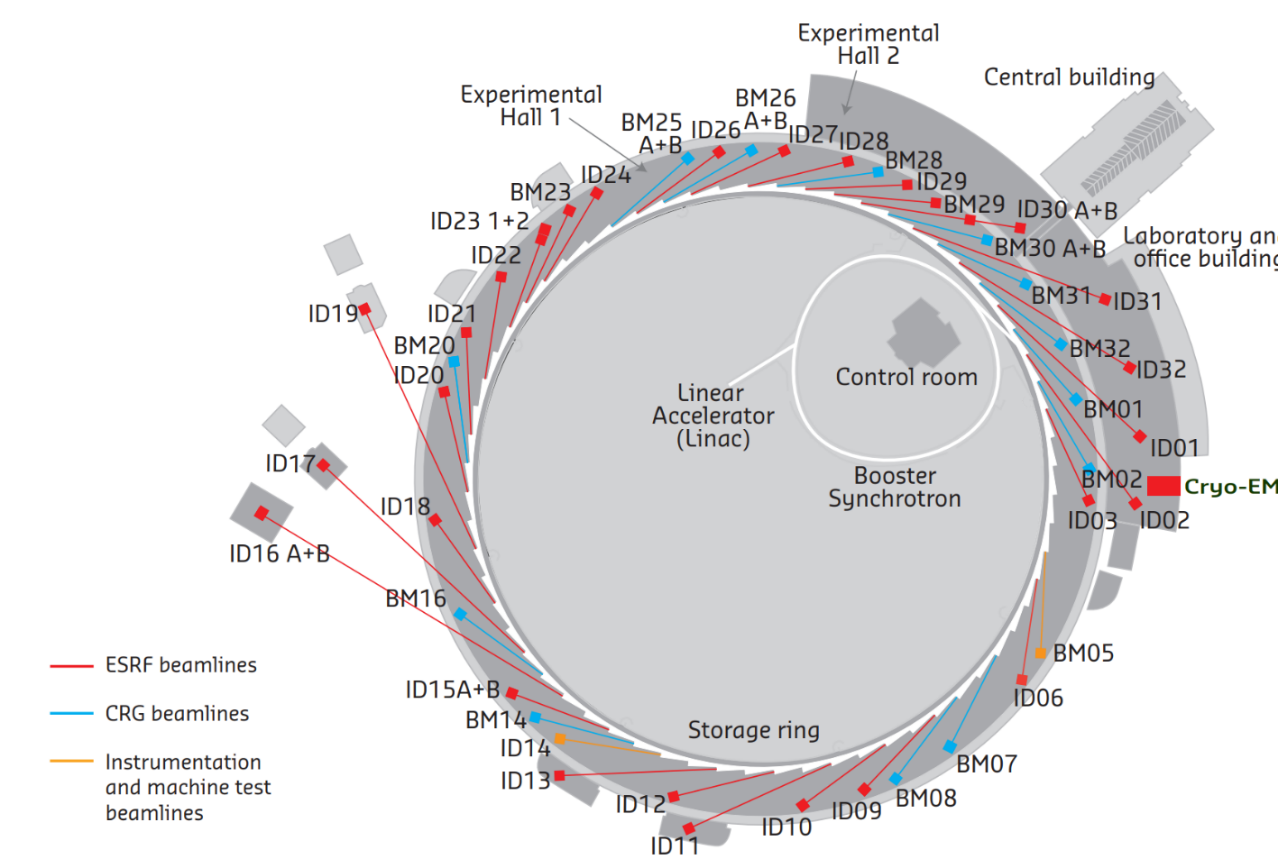 Experimental
Hall 2
Central building
Experimental
Hall 1
BM26
A+B
BM25
A+B
ID26
ID27
ID28
BM28
ID24
ID29
BM23
BM29
ID30 A+B
ID23 1+2
BM30 A+B
Laboratory an
office building
ID22
ID19
ID21
BM31
ID31
BM20
BM32
ID20
ID32
Control room
Linear
Accelerator
(Linac)
BM01
ID01
ID17
Booster
Synchrotron
BM02
Cryo-EM
ID18
ID03
ID02
ID16 A+B
BM16
BM05
ESRF beamlines
ID15A+B
ID06
CRG beamlines
BM14
Storage ring
ID14
Instrumentation
and machine test
beamlines
BM07
ID13
ID12
BM08
ID09
ID10
ID11